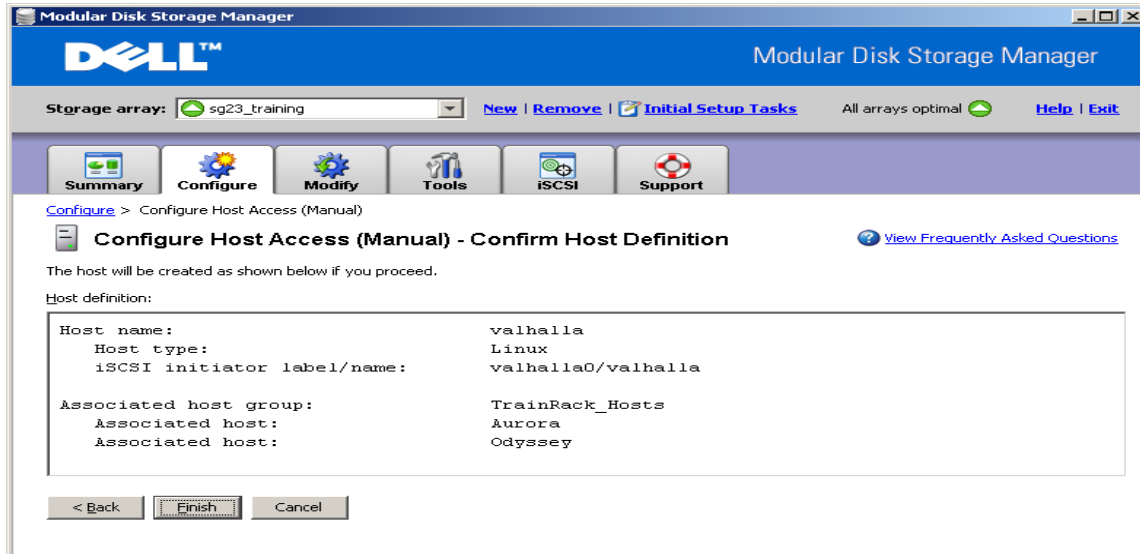 Modular Disk Storage Manager
DELL™
Modular Disk Storage Manager
Storage array: sg23_training New | Remove | Initial Setup Tasks All arrays optimal Help | Exit
Summary Configure Modify Tools iSCSI Support
Configure > Configure Host Access (Manual)
Configure Host Access (Manual) - Confirm Host Definition View Frequently Asked Questions
The host will be created as shown below if you proceed.
Host definition:
Host name: valhalla
Host type: Linux
iSCSI initiator label/name: valhalla0/valhalla
Associated host group: TrainRack_Hosts
Associated host: Aurora
Associated host: Odyssey
< Back Finish Cancel